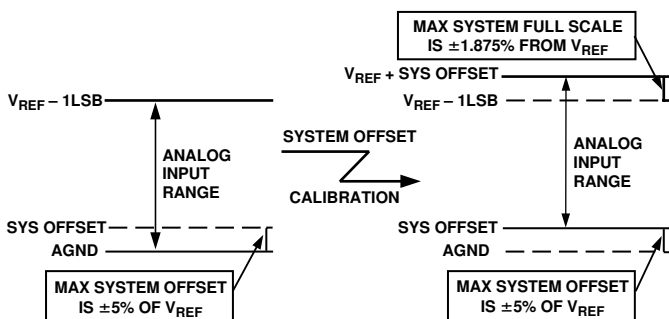 MAX SYSTEM FULL SCALE
IS ±1.875% FROM VREF
VREF + SYS OFFSET
VREF – 1LSB
VREF – 1LSB
SYSTEM OFFSET
CALIBRATION
ANALOG
INPUT
RANGE
ANALOG
INPUT
RANGE
SYS OFFSET
AGND
SYS OFFSET
AGND
MAX SYSTEM OFFSET
IS ±5% OF VREF
MAX SYSTEM OFFSET
IS ±5% OF VREF